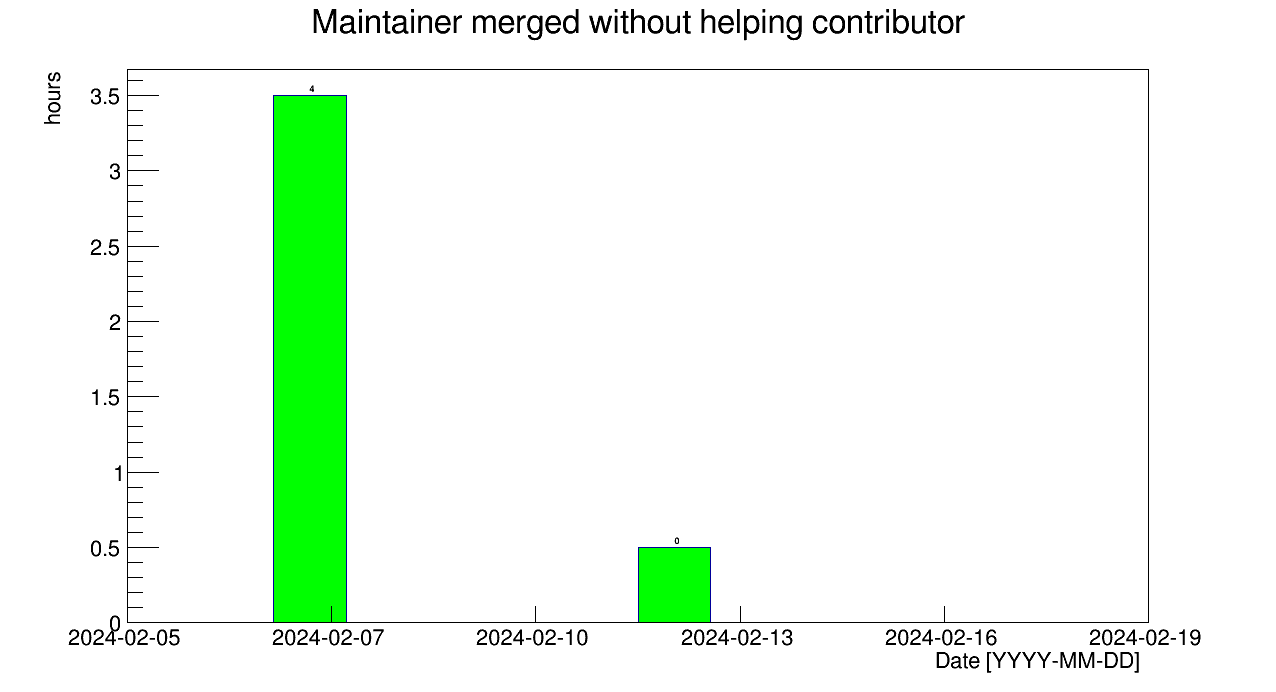 Maintainer merged without helping contributor
hours
3.5
3
2.5
2
1.5
1
0.5
0
4
0
2024-02-05 2024-02-07 2024-02-10 2024-02-13 2024-02-16 2024-02-19
Date [YYYY-MM-DD]